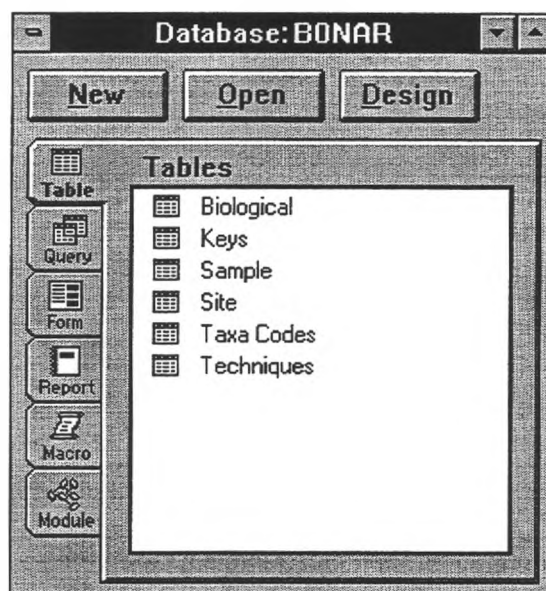 Database: BONAR
New Open Design
Tables
Table
Query
Form
Report
Macro
Module
Biological
Keys
Sample
Site
Taxa Codes
Techniques